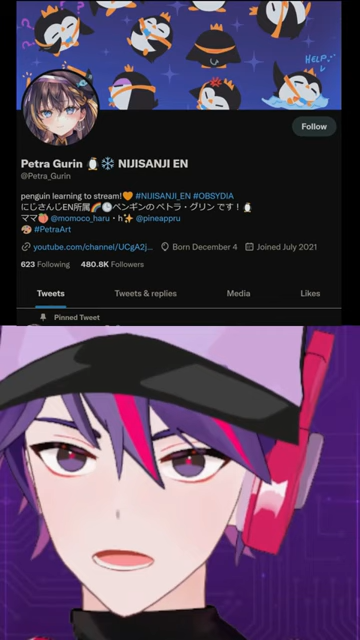 HELP..
Follow
Petra Gurin 🐧❄️ NIJISANJI EN
@Petra_Gurin
penguin learning to stream!🧡 #NIJISANJI_EN #OBSYDIA
にじさんじEN所属🌈🕒ペンギンの ペトラ・グリン です！🐧
ママ🍑 @momoco_haru・h✨ @pineappru
🎨 #PetraArt
youtube.com/channel/UCgA2j... Born December 4 Joined July 2021
623 Following 480.8K Followers
Tweets Tweets & replies Media Likes
Pinned Tweet